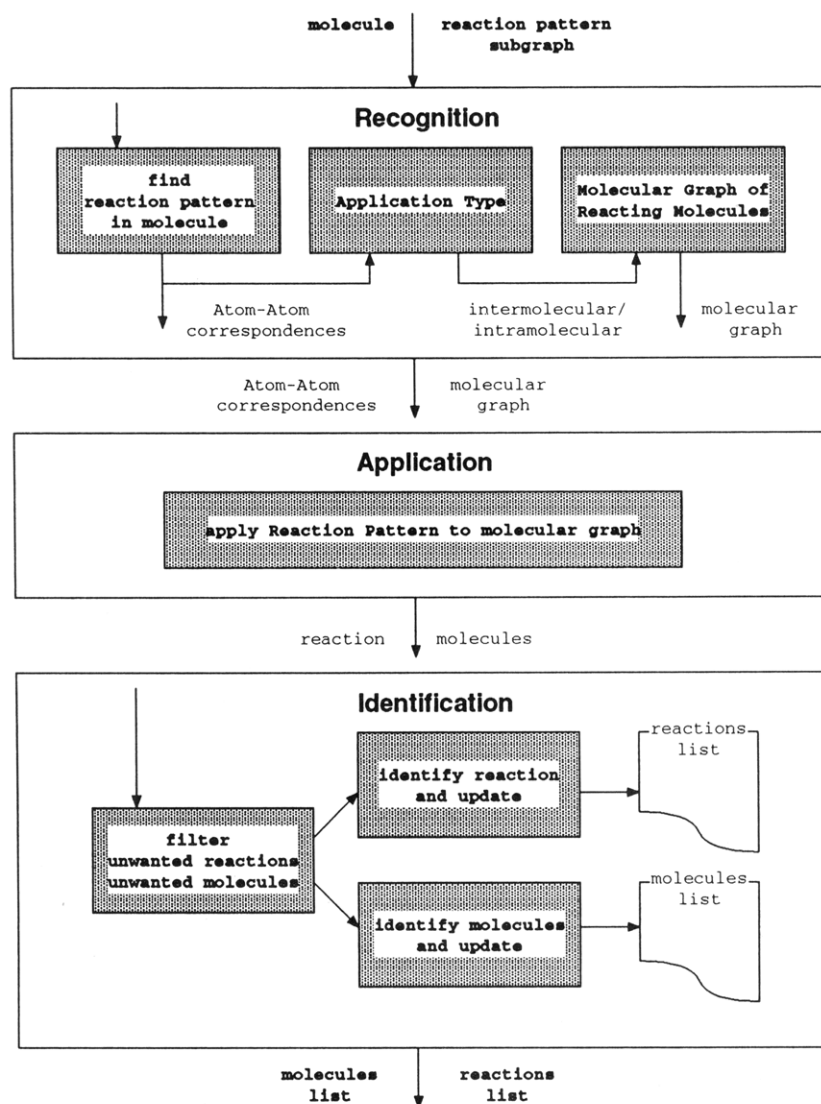 molecule
reaction pattern
subgraph
Recognition
find
reaction pattern
in molecule
Application Type
Molecular Graph of
Reacting Molecules
Atom-Atom
correspondences
intermolecular/
intramolecular
molecular
graph
Atom-Atom
correspondences
molecular
graph
Application
apply Reaction Pattern to molecular graph
reaction
molecules
Identification
filter
unwanted reactions
unwanted molecules
identify reaction
and update
reactions
list
identify molecules
and update
molecules
list
molecules
list
reactions
list